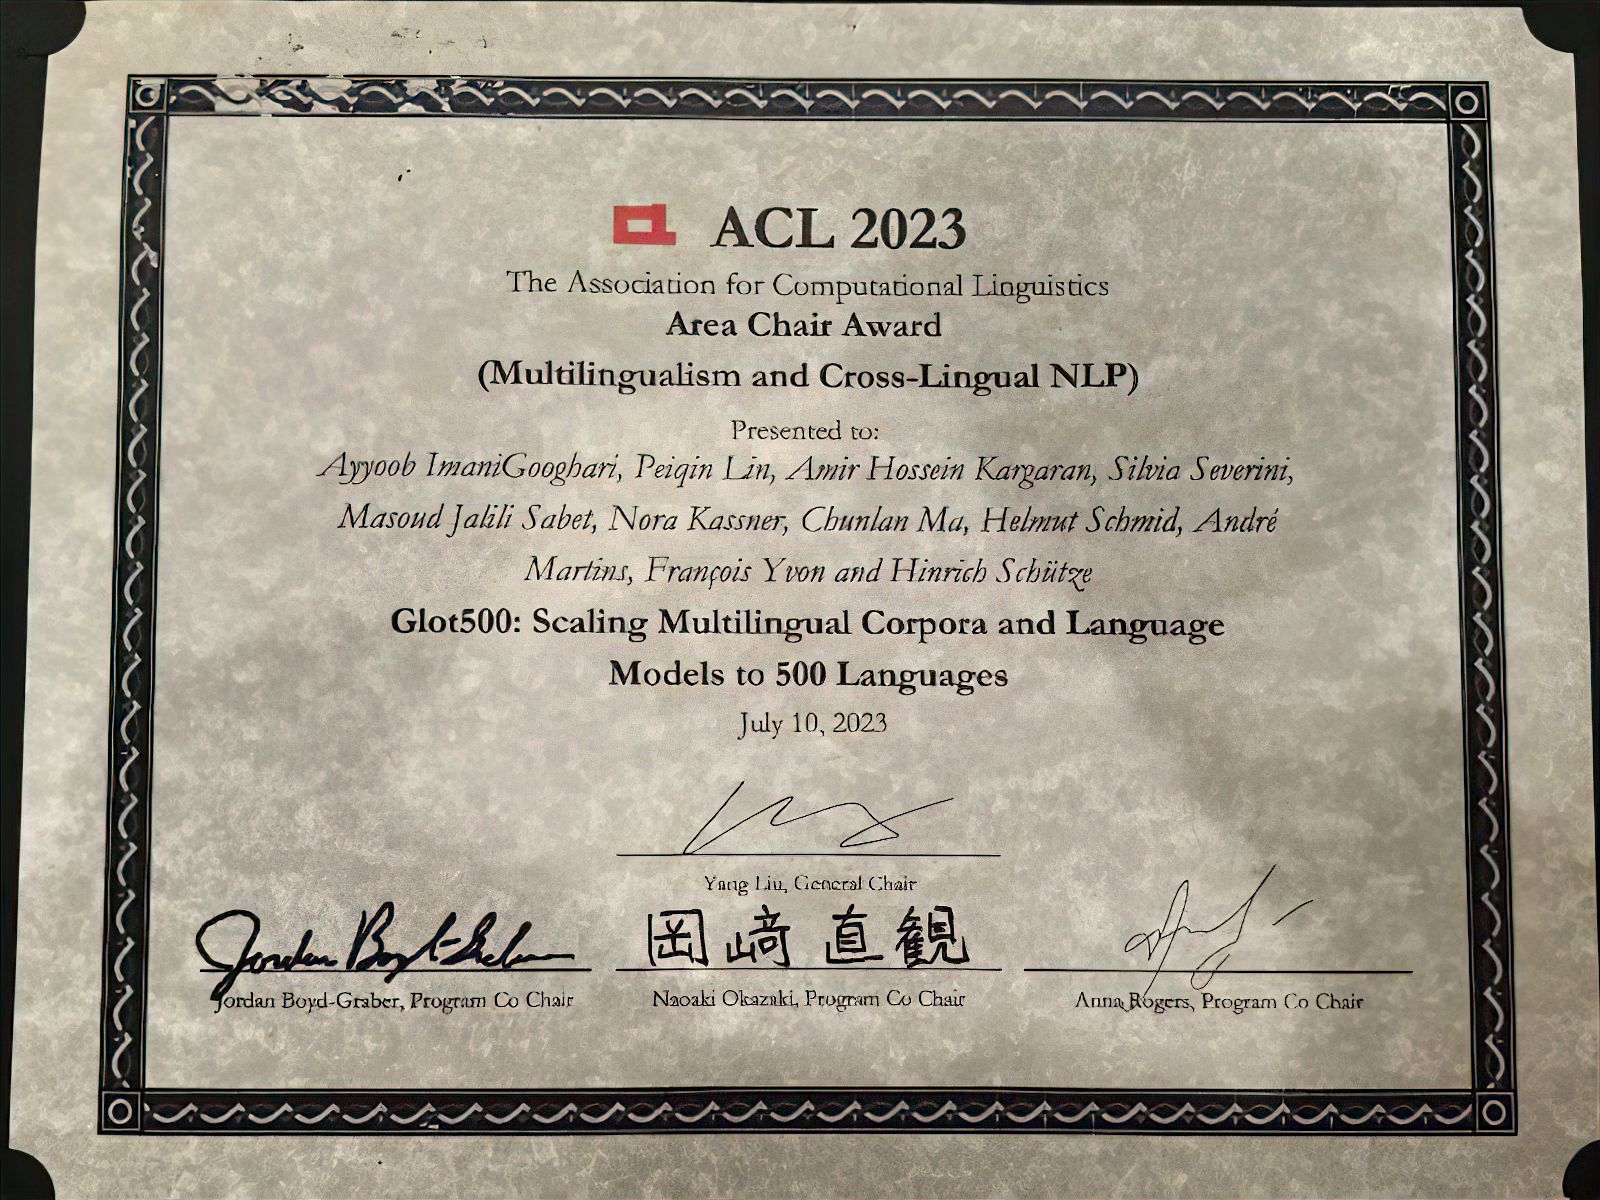 ACL 2023
The Association for Computational Linguistics
Area Chair Award
(Multilingualism and Cross-Lingual NLP)
Presented to:
Ayyoob ImaniGooghari, Peiqin Lin, Amir Hossein Kargaran, Silvia Severini,
Masoud Jalili Sabet, Nora Kassner, Chunlan Ma, Helmut Schmid, André
Martins, François Yvon and Hinrich Schütze
Glot500: Scaling Multilingual Corpora and Language
Models to 500 Languages
July 10, 2023
Yang Liu, General Chair
Jordan Boyd-Graber
岡﨑 直観
Jordan Boyd-Graber, Program Co Chair
Naoaki Okazaki, Program Co Chair
Anna Rogers, Program Co Chair